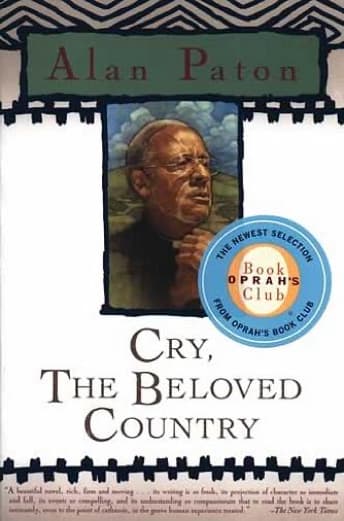 Alan Paton
THE NEWEST SELECTION
Book
OPRAH'S
Club
FROM OPRAH'S BOOK CLUB
CRY,
THE BELOVED
COUNTRY
"A beautiful novel, rich, firm and moving . . . its writing is so fresh, its projection of character so immediate
and full, its events so compelling, and its understanding so compassionate that to read the book is to share
intimately, even to the point of catharsis, in the grave human experience treated." —The New York Times